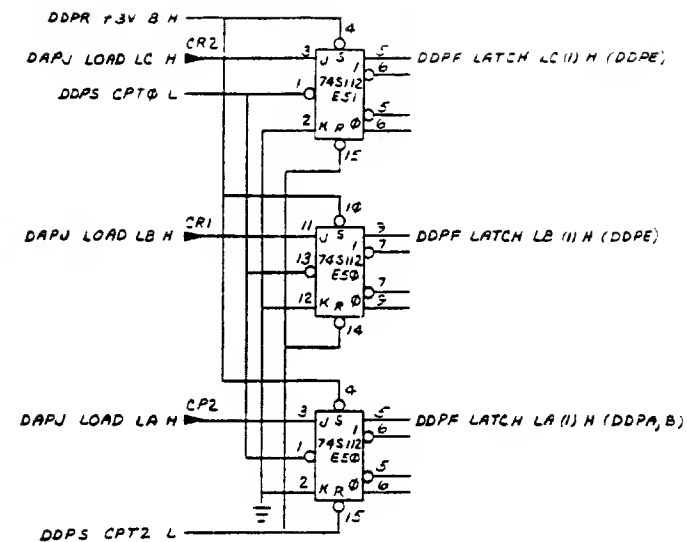 DDPR +3V B H
4
DAPJ LOAD LC H CR2 3 J S 5 DDPF LATCH LC (1) H (DDPE)
1 6
74S112
DDPS CPTØ L 1 E51
5
2 K R Ø 6
15
10
DAPJ LOAD LB H CR1 11 J S 9 DDPF LATCH LB (1) H (DDPE)
1 7
13 74S112
E5Ø
7
12 K R Ø 9
14
4
DAPJ LOAD LA H CP2 3 J S 5 DDPF LATCH LA (1) H (DDPA,B)
1 6
74S112
1 E5Ø
5
2 K R Ø 6
15
DDPS CPT2 L